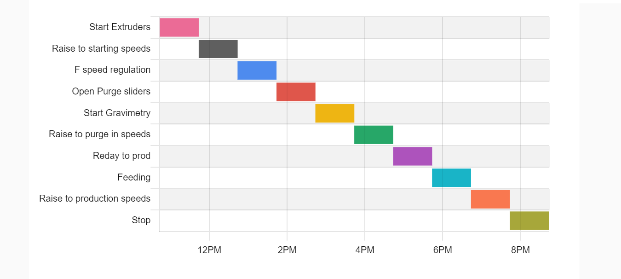 Start Extruders
Raise to starting speeds
F speed regulation
Open Purge sliders
Start Gravimetry
Raise to purge in speeds
Reday to prod
Feeding
Raise to production speeds
Stop
12PM 2PM 4PM 6PM 8PM